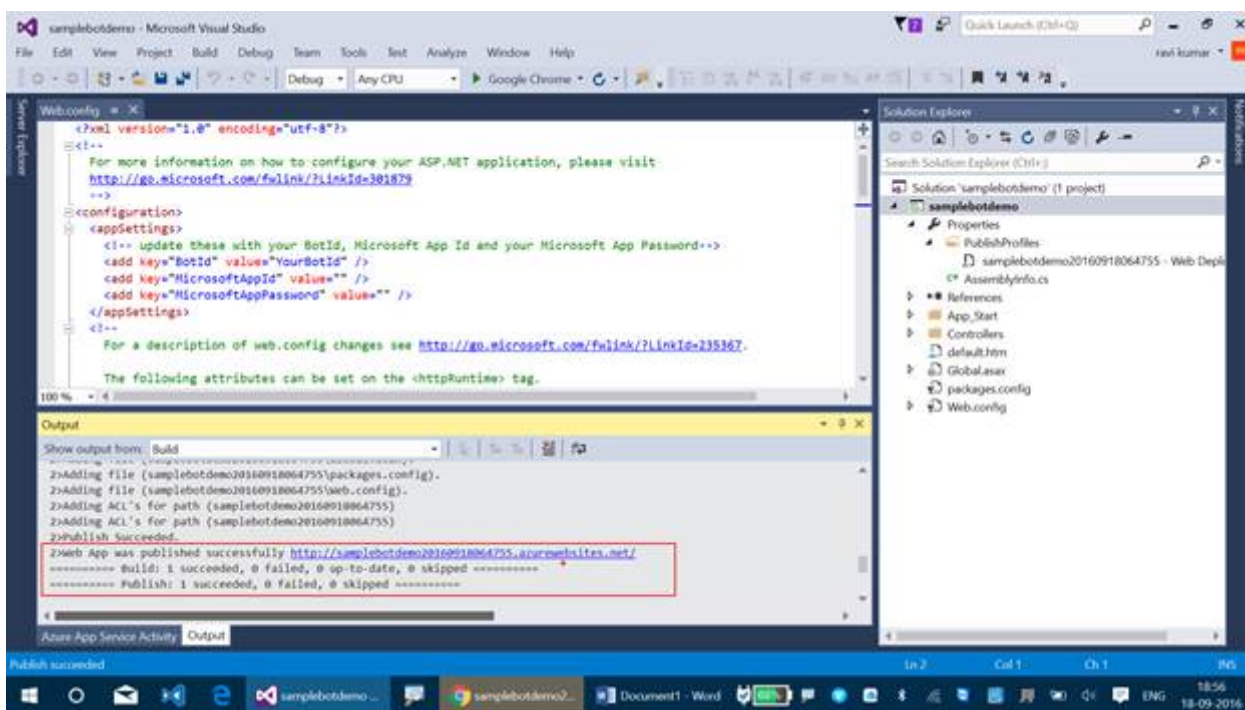 samplebotdemo - Microsoft Visual Studio
Quick Launch (Ctrl+Q)
File Edit View Project Build Debug Team Tools Test Analyze Window Help
ravi kumar
Debug Any CPU Google Chrome
Server Explorer
Web.config
<?xml version="1.0" encoding="utf-8"?>
<!--
For more information on how to configure your ASP.NET application, please visit
http://go.microsoft.com/fwlink/?LinkId=301879
-->
<configuration>
<appSettings>
<!-- update these with your BotId, Microsoft App Id and your Microsoft App Password-->
<add key="BotId" value="YourBotId" />
<add key="MicrosoftAppId" value="" />
<add key="MicrosoftAppPassword" value="" />
</appSettings>
<!--
For a description of web.config changes see http://go.microsoft.com/fwlink/?LinkId=235367.
The following attributes can be set on the <httpRuntime> tag.
100 %
Output
Show output from: Build
2>Adding file (samplebotdemo20160918064755\packages.config).
2>Adding file (samplebotdemo20160918064755\Web.config).
2>Adding ACL's for path (samplebotdemo20160918064755)
2>Adding ACL's for path (samplebotdemo20160918064755)
2>Publish Succeeded.
2>Web App was published successfully http://samplebotdemo20160918064755.azurewebsites.net/
========== Build: 1 succeeded, 0 failed, 0 up-to-date, 0 skipped ==========
========== Publish: 1 succeeded, 0 failed, 0 skipped ==========
Azure App Service Activity Output
Solution Explorer
Search Solution Explorer (Ctrl+;)
Solution 'samplebotdemo' (1 project)
samplebotdemo
Properties
PublishProfiles
samplebotdemo20160918064755 - Web Deplo
AssemblyInfo.cs
References
App_Start
Controllers
default.htm
Global.asax
packages.config
Web.config
Notifications
Publish succeeded
Ln 2 Col 1 Ch 1 INS
samplebotdemo ...
samplebotdemo2...
Document1 - Word
ENG
18:56
18-09-2016